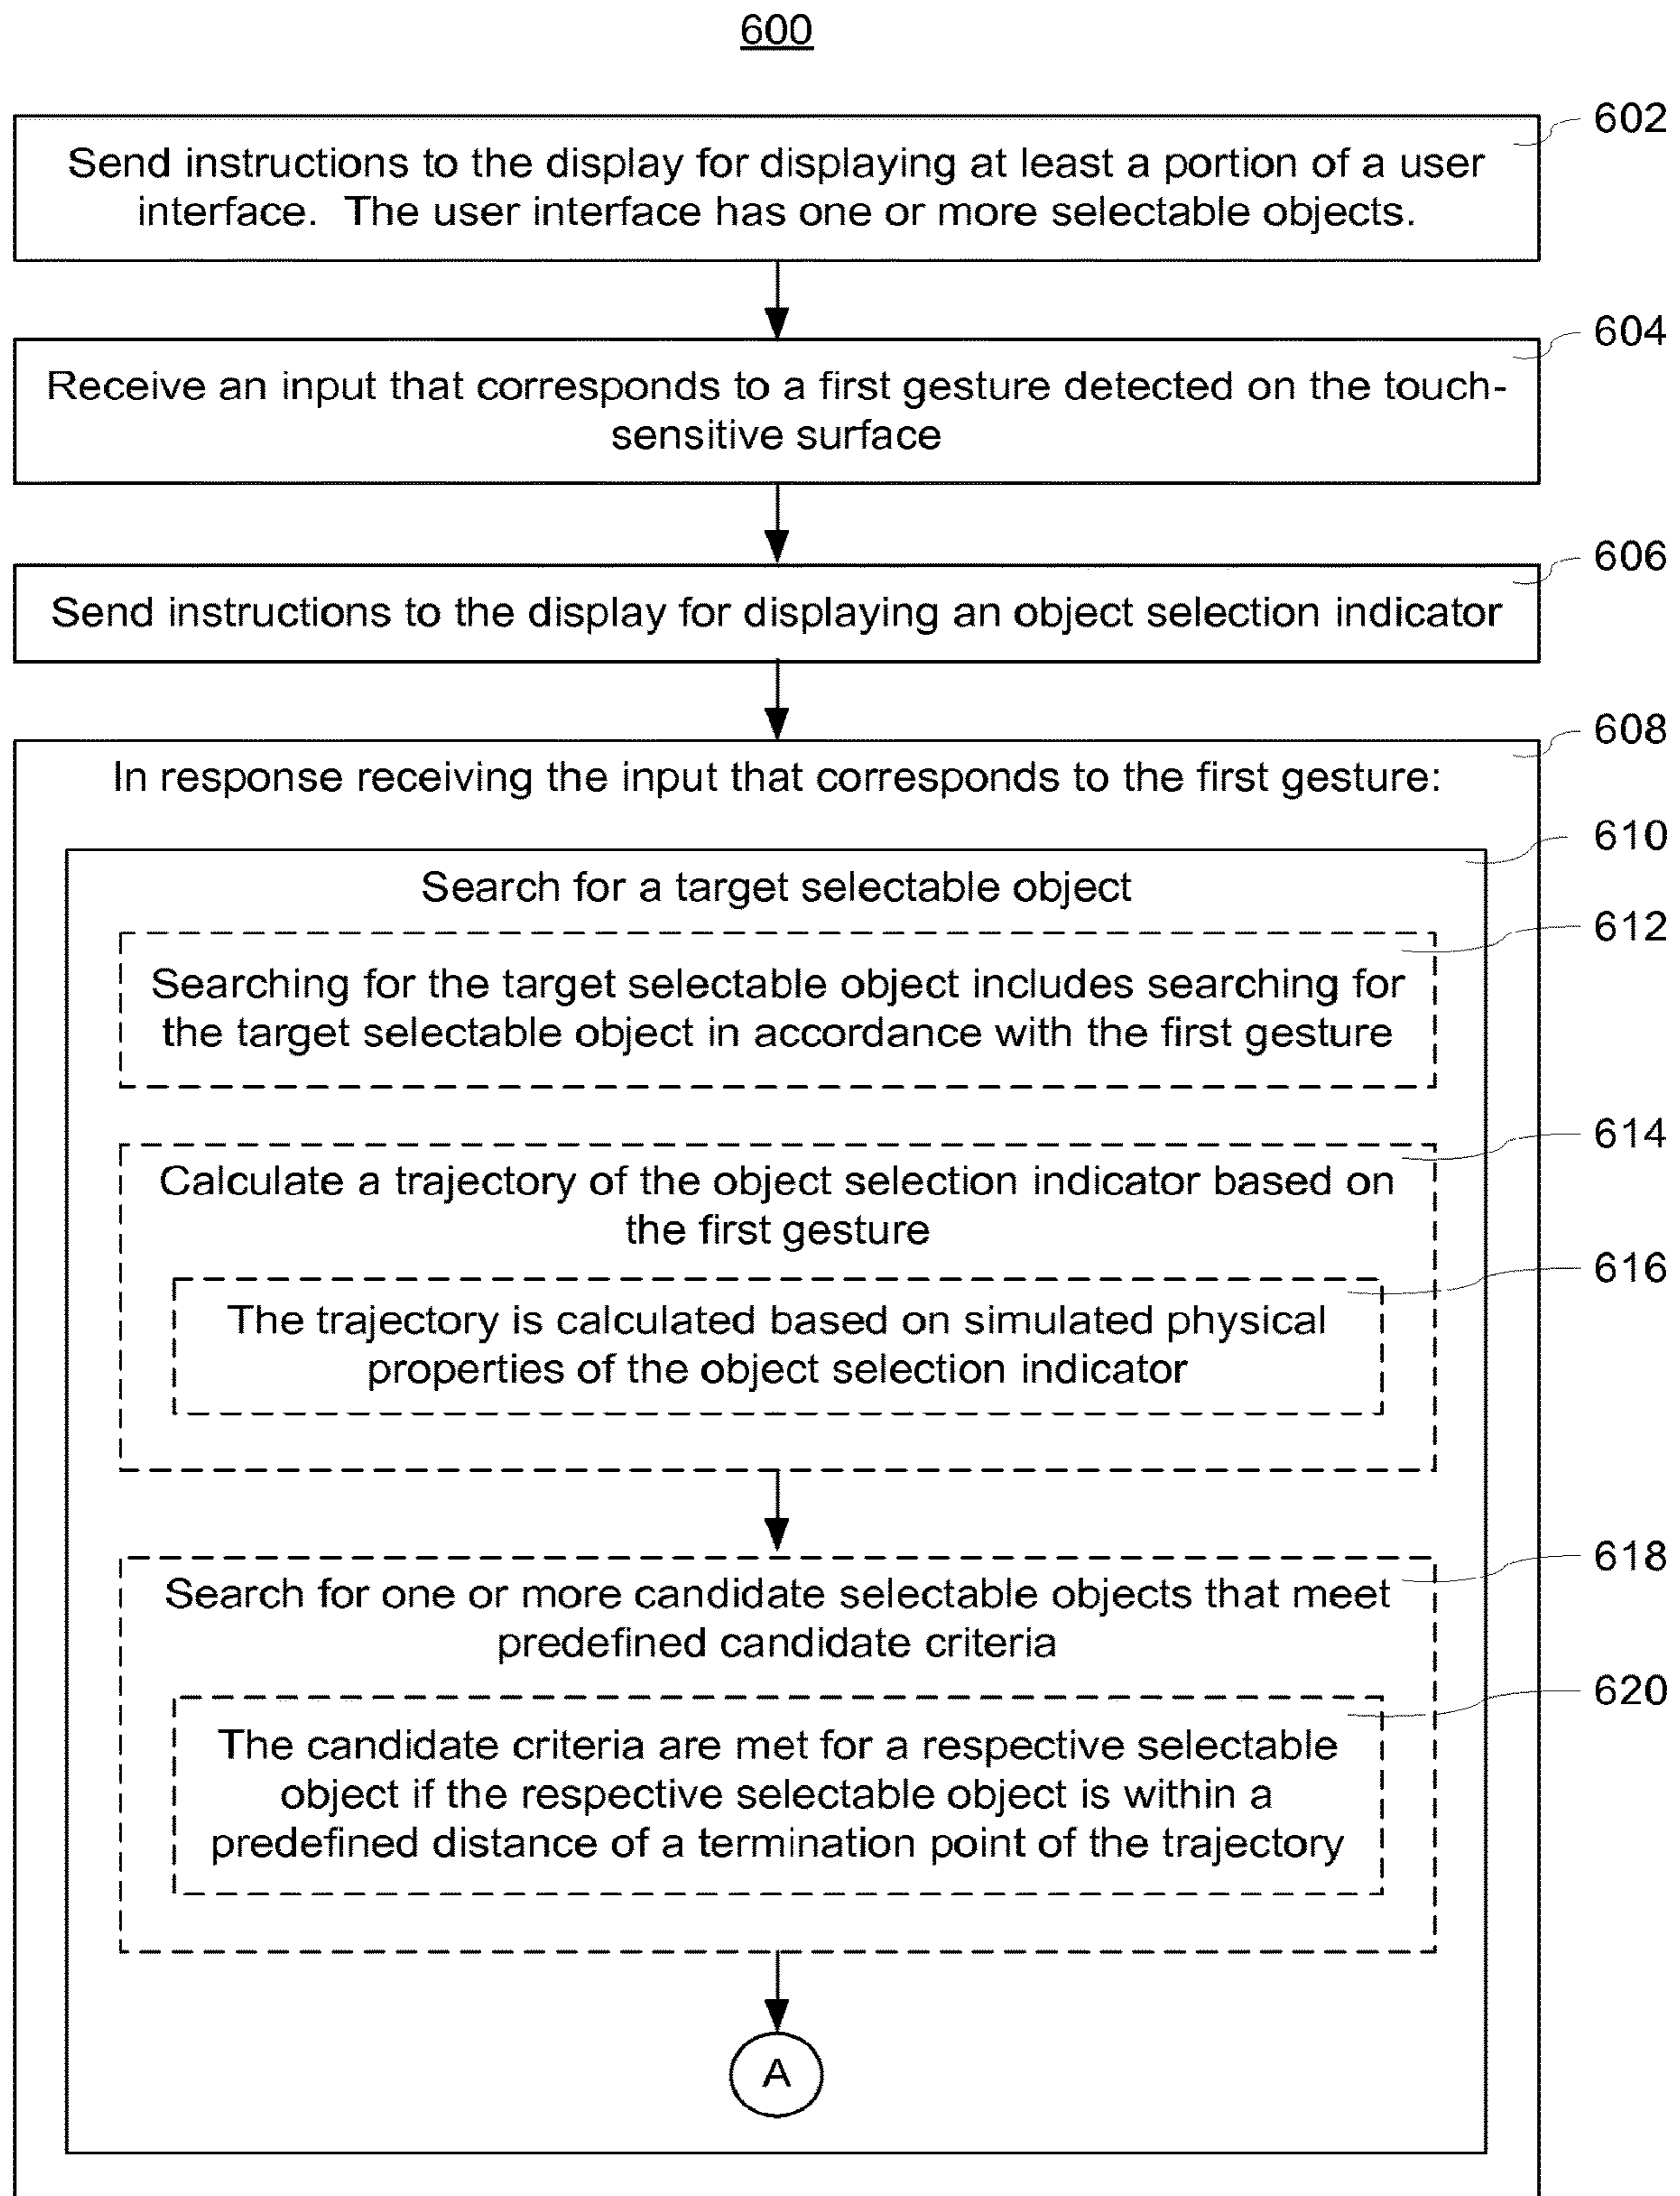 600
602
Send instructions to the display for displaying at least a portion of a user
interface. The user interface has one or more selectable objects.
604
Receive an input that corresponds to a first gesture detected on the touch-
sensitive surface
606
Send instructions to the display for displaying an object selection indicator
608
In response receiving the input that corresponds to the first gesture:
610
Search for a target selectable object
612
Searching for the target selectable object includes searching for
the target selectable object in accordance with the first gesture
614
Calculate a trajectory of the object selection indicator based on
the first gesture
616
The trajectory is calculated based on simulated physical
properties of the object selection indicator
618
Search for one or more candidate selectable objects that meet
predefined candidate criteria
620
The candidate criteria are met for a respective selectable
object if the respective selectable object is within a
predefined distance of a termination point of the trajectory
A